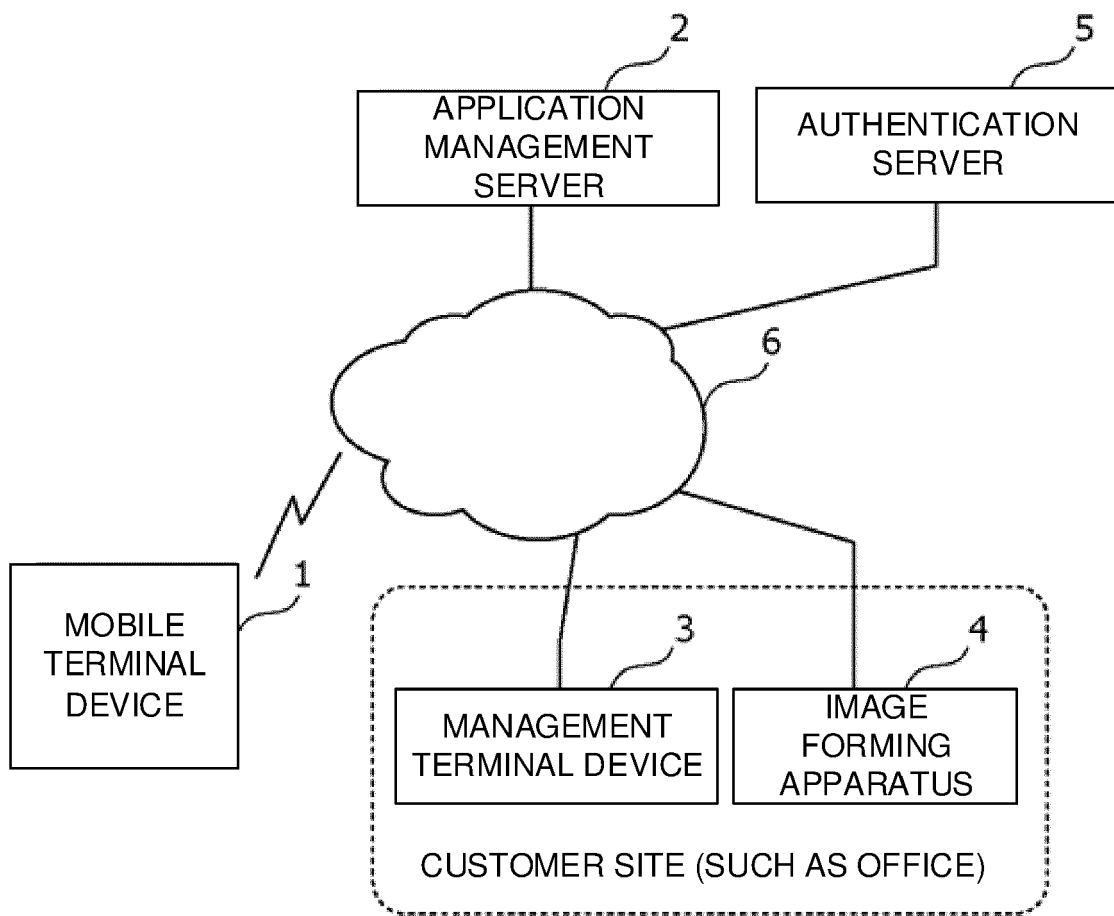 2
5
APPLICATION
MANAGEMENT
SERVER
AUTHENTICATION
SERVER
6
1
MOBILE
TERMINAL
DEVICE
3
4
MANAGEMENT
TERMINAL DEVICE
IMAGE
FORMING
APPARATUS
CUSTOMER SITE (SUCH AS OFFICE)